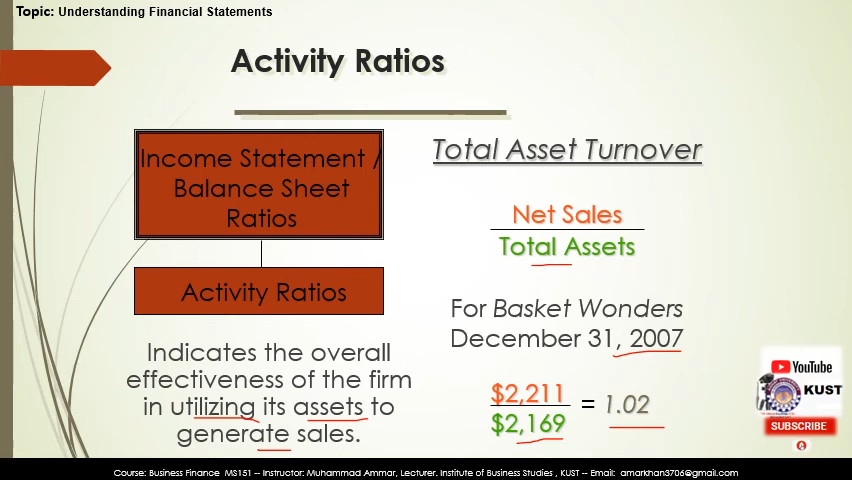 Topic: Understanding Financial Statements
Activity Ratios
Income Statement /
Balance Sheet
Ratios
Activity Ratios
Indicates the overall
effectiveness of the firm
in utilizing its assets to
generate sales.
Total Asset Turnover
Net Sales
Total Assets
For Basket Wonders
December 31, 2007
$2,211
$2,169
= 1.02
YouTube
KUST
SUBSCRIBE
Course: Business Finance MS151 -- Instructor: Muhammad Ammar, Lecturer. Institute of Business Studies , KUST -- Email: amarkhan3706@gmail.com